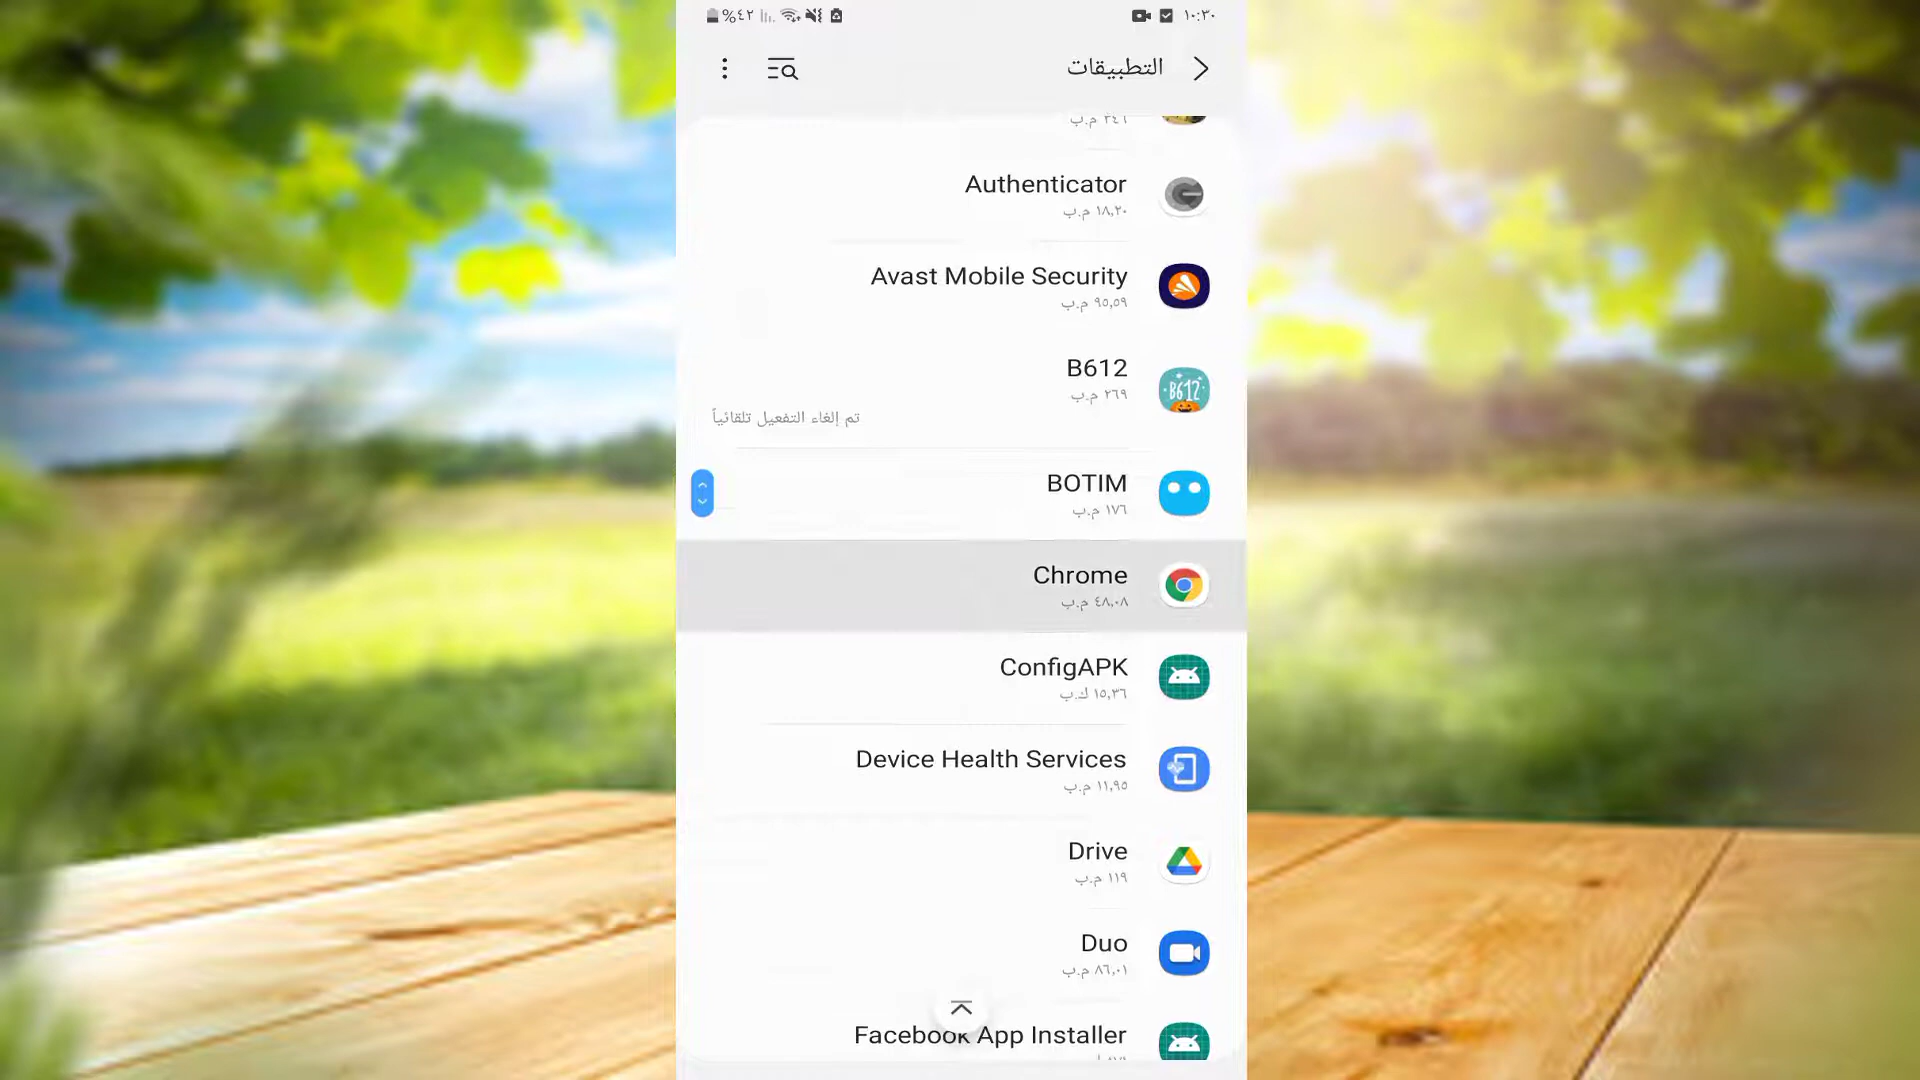 ١٠:٣٠
%٤٢
التطبيقات
٢٤١ م.ب
Authenticator
١٨,٢٠ م.ب
Avast Mobile Security
٩٥,٥٩ م.ب
B612
٢٦٩ م.ب
تم إلغاء التفعيل تلقائياً
BOTIM
١٧٦ م.ب
Chrome
٤٨,٠٨ م.ب
ConfigAPK
١٥,٣٦ ك.ب
Device Health Services
١١,٩٥ م.ب
Drive
١١٩ م.ب
Duo
٨٦,٠١ م.ب
Facebook App Installer